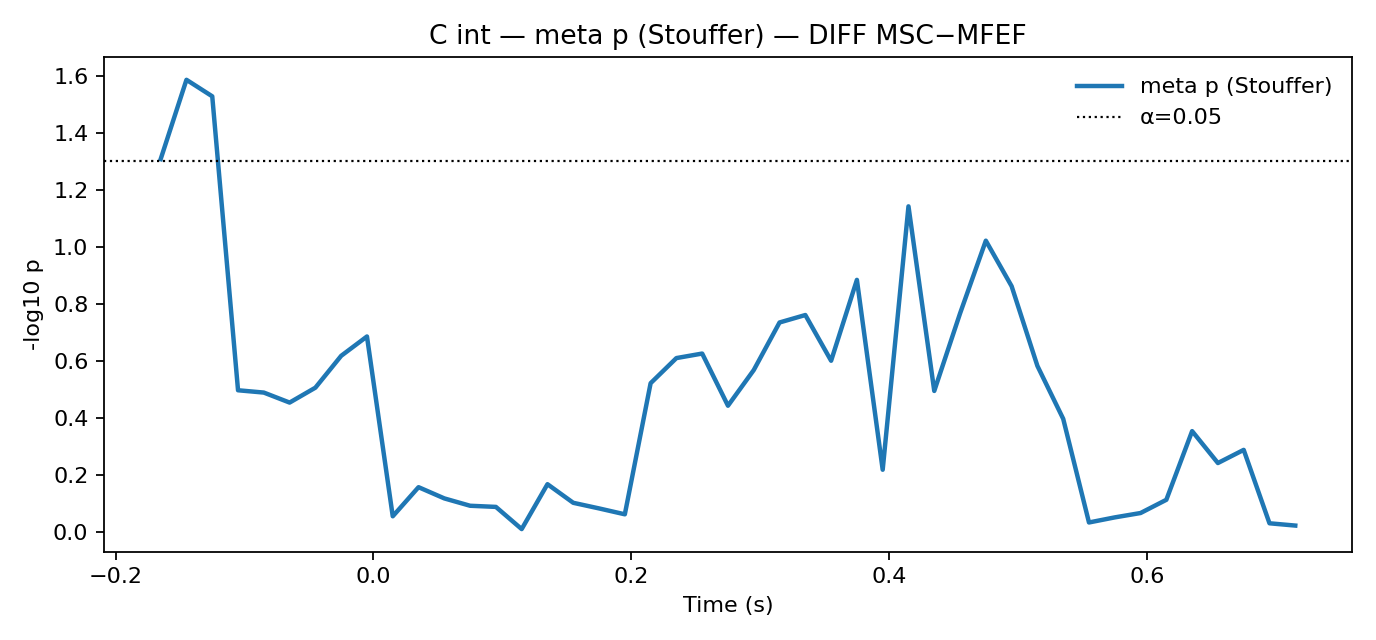 C int — meta p (Stouffer) — DIFF MSC−MFEF
meta p (Stouffer)
α=0.05
-log10 p
1.6
1.4
1.2
1.0
0.8
0.6
0.4
0.2
0.0
−0.2
0.0
0.2
0.4
0.6
Time (s)